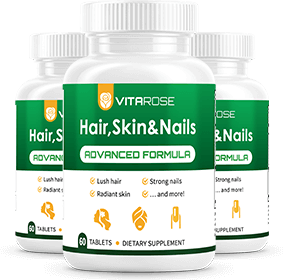 VITAROSE
Hair,Skin&Nails
ADVANCED FORMULA
Lush hair
Strong nails
Radiant skin
... and more!
60 TABLETS • DIETARY SUPPLEMENT